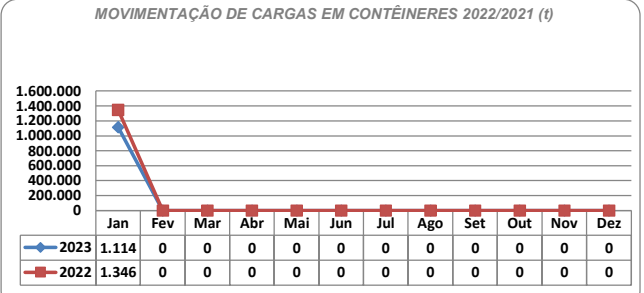 MOVIMENTAÇÃO DE CARGAS EM CONTÊINERES 2022/2021 (t)
1.600.000
1.400.000
1.200.000
1.000.000
800.000
600.000
400.000
200.000
0
Jan Fev Mar Abr Mai Jun Jul Ago Set Out Nov Dez
2023 1.114 0 0 0 0 0 0 0 0 0 0 0
2022 1.346 0 0 0 0 0 0 0 0 0 0 0